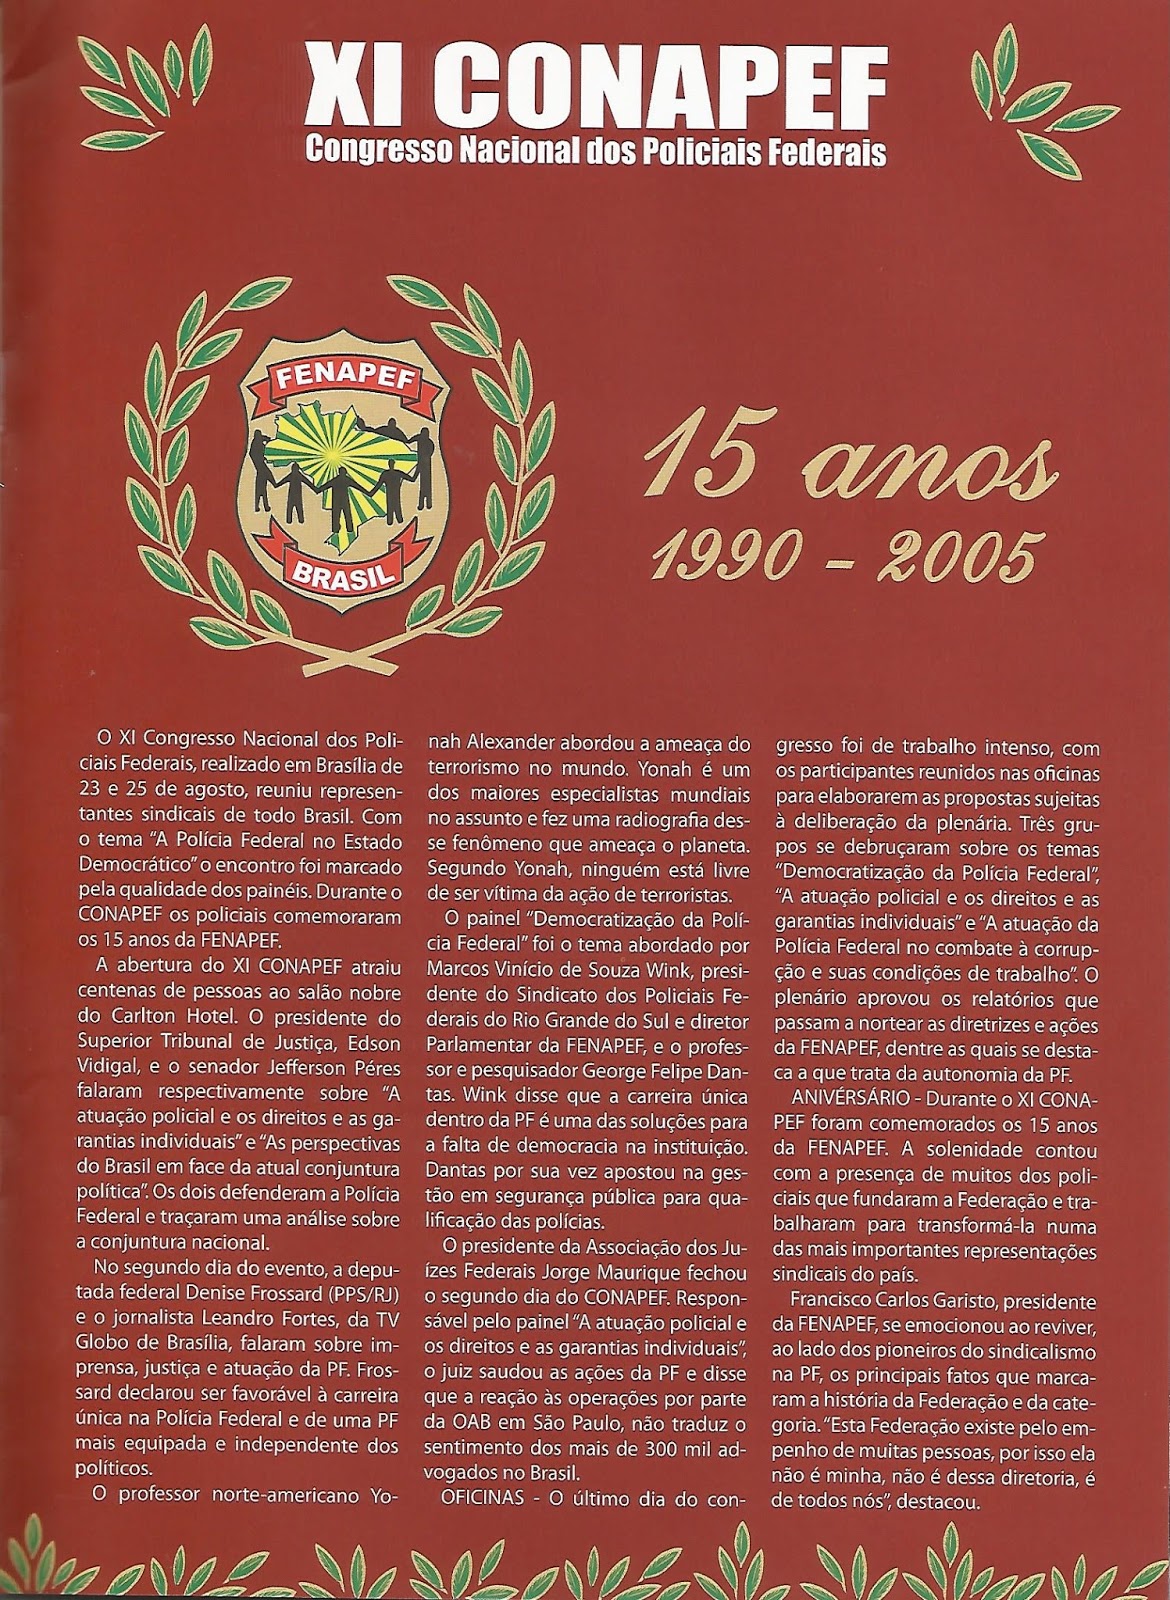 XI CONAPEF
Congresso Nacional dos Policiais Federais
FENAPEF
BRASIL
15 anos
1990 - 2005
O XI Congresso Nacional dos Poli-
ciais Federais, realizado em Brasília de
23 e 25 de agosto, reuniu represen-
tantes sindicais de todo Brasil. Com
o tema “A Polícia Federal no Estado
Democrático” o encontro foi marcado
pela qualidade dos painéis. Durante o
CONAPEF os policiais comemoraram
os 15 anos da FENAPEF.
A abertura do XI CONAPEF atraiu
centenas de pessoas ao salão nobre
do Carlton Hotel. O presidente do
Superior Tribunal de Justiça, Edson
Vidigal, e o senador Jefferson Péres
falaram respectivamente sobre “A
atuação policial e os direitos e as ga-
rantias individuais” e “As perspectivas
do Brasil em face da atual conjuntura
política”. Os dois defenderam a Polícia
Federal e traçaram uma análise sobre
a conjuntura nacional.
No segundo dia do evento, a depu-
tada federal Denise Frossard (PPS/RJ)
e o jornalista Leandro Fortes, da TV
Globo de Brasília, falaram sobre im-
prensa, justiça e atuação da PF. Fros-
sard declarou ser favorável à carreira
única na Polícia Federal e de uma PF
mais equipada e independente dos
políticos.
O professor norte-americano Yo-
nah Alexander abordou a ameaça do
terrorismo no mundo. Yonah é um
dos maiores especialistas mundiais
no assunto e fez uma radiografia des-
se fenômeno que ameaça o planeta.
Segundo Yonah, ninguém está livre
de ser vítima da ação de terroristas.
O painel “Democratização da Polí-
cia Federal” foi o tema abordado por
Marcos Vinício de Souza Wink, presi-
dente do Sindicato dos Policiais Fe-
derais do Rio Grande do Sul e diretor
Parlamentar da FENAPEF, e o profes-
sor e pesquisador George Felipe Dan-
tas. Wink disse que a carreira única
dentro da PF é uma das soluções para
a falta de democracia na instituição.
Dantas por sua vez apostou na ges-
tão em segurança pública para qua-
lificação das polícias.
O presidente da Associação dos Ju-
ízes Federais Jorge Maurique fechou
o segundo dia do CONAPEF. Respon-
sável pelo painel “A atuação policial e
os direitos e as garantias individuais”,
o juiz saudou as ações da PF e disse
que a reação às operações por parte
da OAB em São Paulo, não traduz o
sentimento dos mais de 300 mil ad-
vogados no Brasil.
OFICINAS - O último dia do con-
gresso foi de trabalho intenso, com
os participantes reunidos nas oficinas
para elaborarem as propostas sujeitas
à deliberação da plenária. Três gru-
pos se debruçaram sobre os temas
“Democratização da Polícia Federal”,
“A atuação policial e os direitos e as
garantias individuais” e “A atuação da
Polícia Federal no combate à corrup-
ção e suas condições de trabalho”. O
plenário aprovou os relatórios que
passam a nortear as diretrizes e ações
da FENAPEF, dentre as quais se desta-
ca a que trata da autonomia da PF.
ANIVÉRSÁRIO - Durante o XI CONA-
PEF foram comemorados os 15 anos
da FENAPEF. A solenidade contou
com a presença de muitos dos poli-
ciais que fundaram a Federação e tra-
balharam para transformá-la numa
das mais importantes representações
sindicais do país.
Francisco Carlos Garisto, presidente
da FENAPEF, se emocionou ao reviver,
ao lado dos pioneiros do sindicalismo
na PF, os principais fatos que marca-
ram a história da Federação e da cate-
goria. “Esta Federação existe pelo em-
penho de muitas pessoas, por isso ela
não é minha, não é dessa diretoria, é
de todos nós”, destacou.